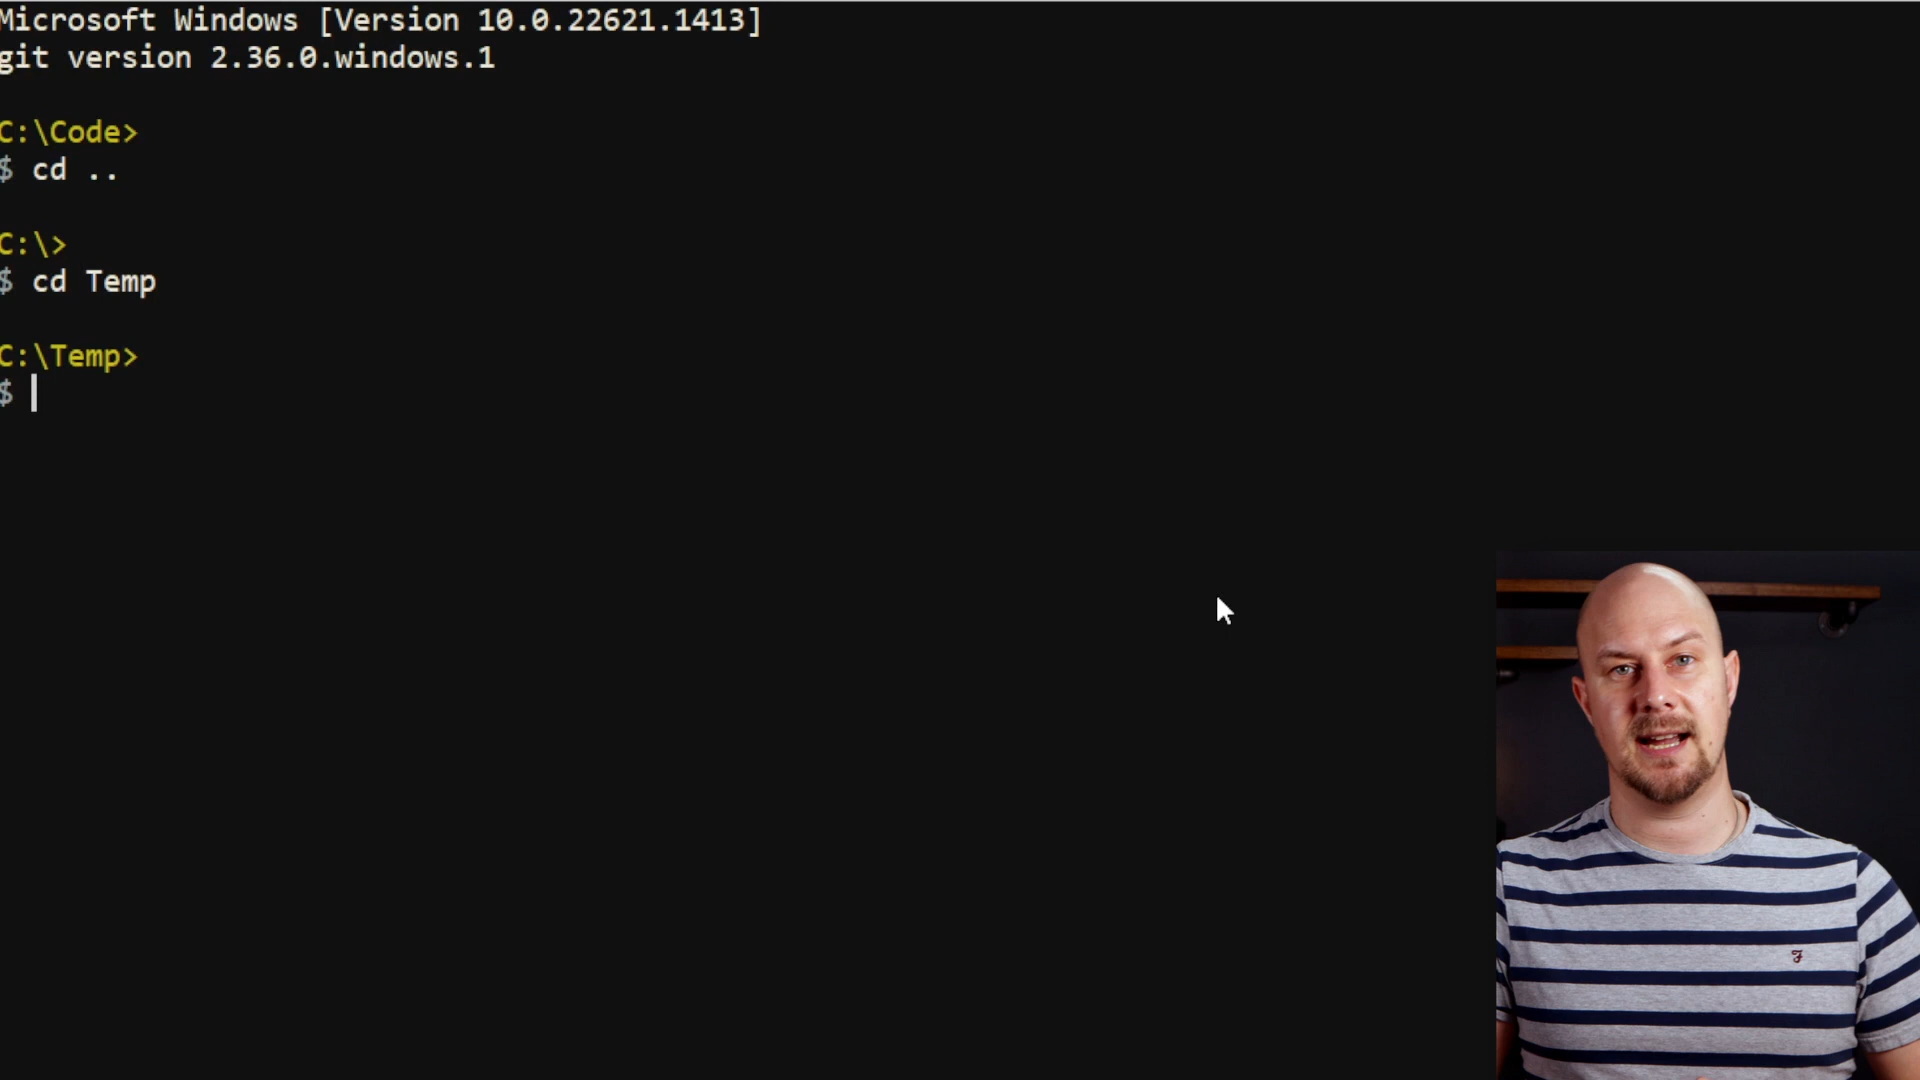 Microsoft Windows [Version 10.0.22621.1413]
git version 2.36.0.windows.1
C:\Code>
$ cd ..
C:\>
$ cd Temp
C:\Temp>
$